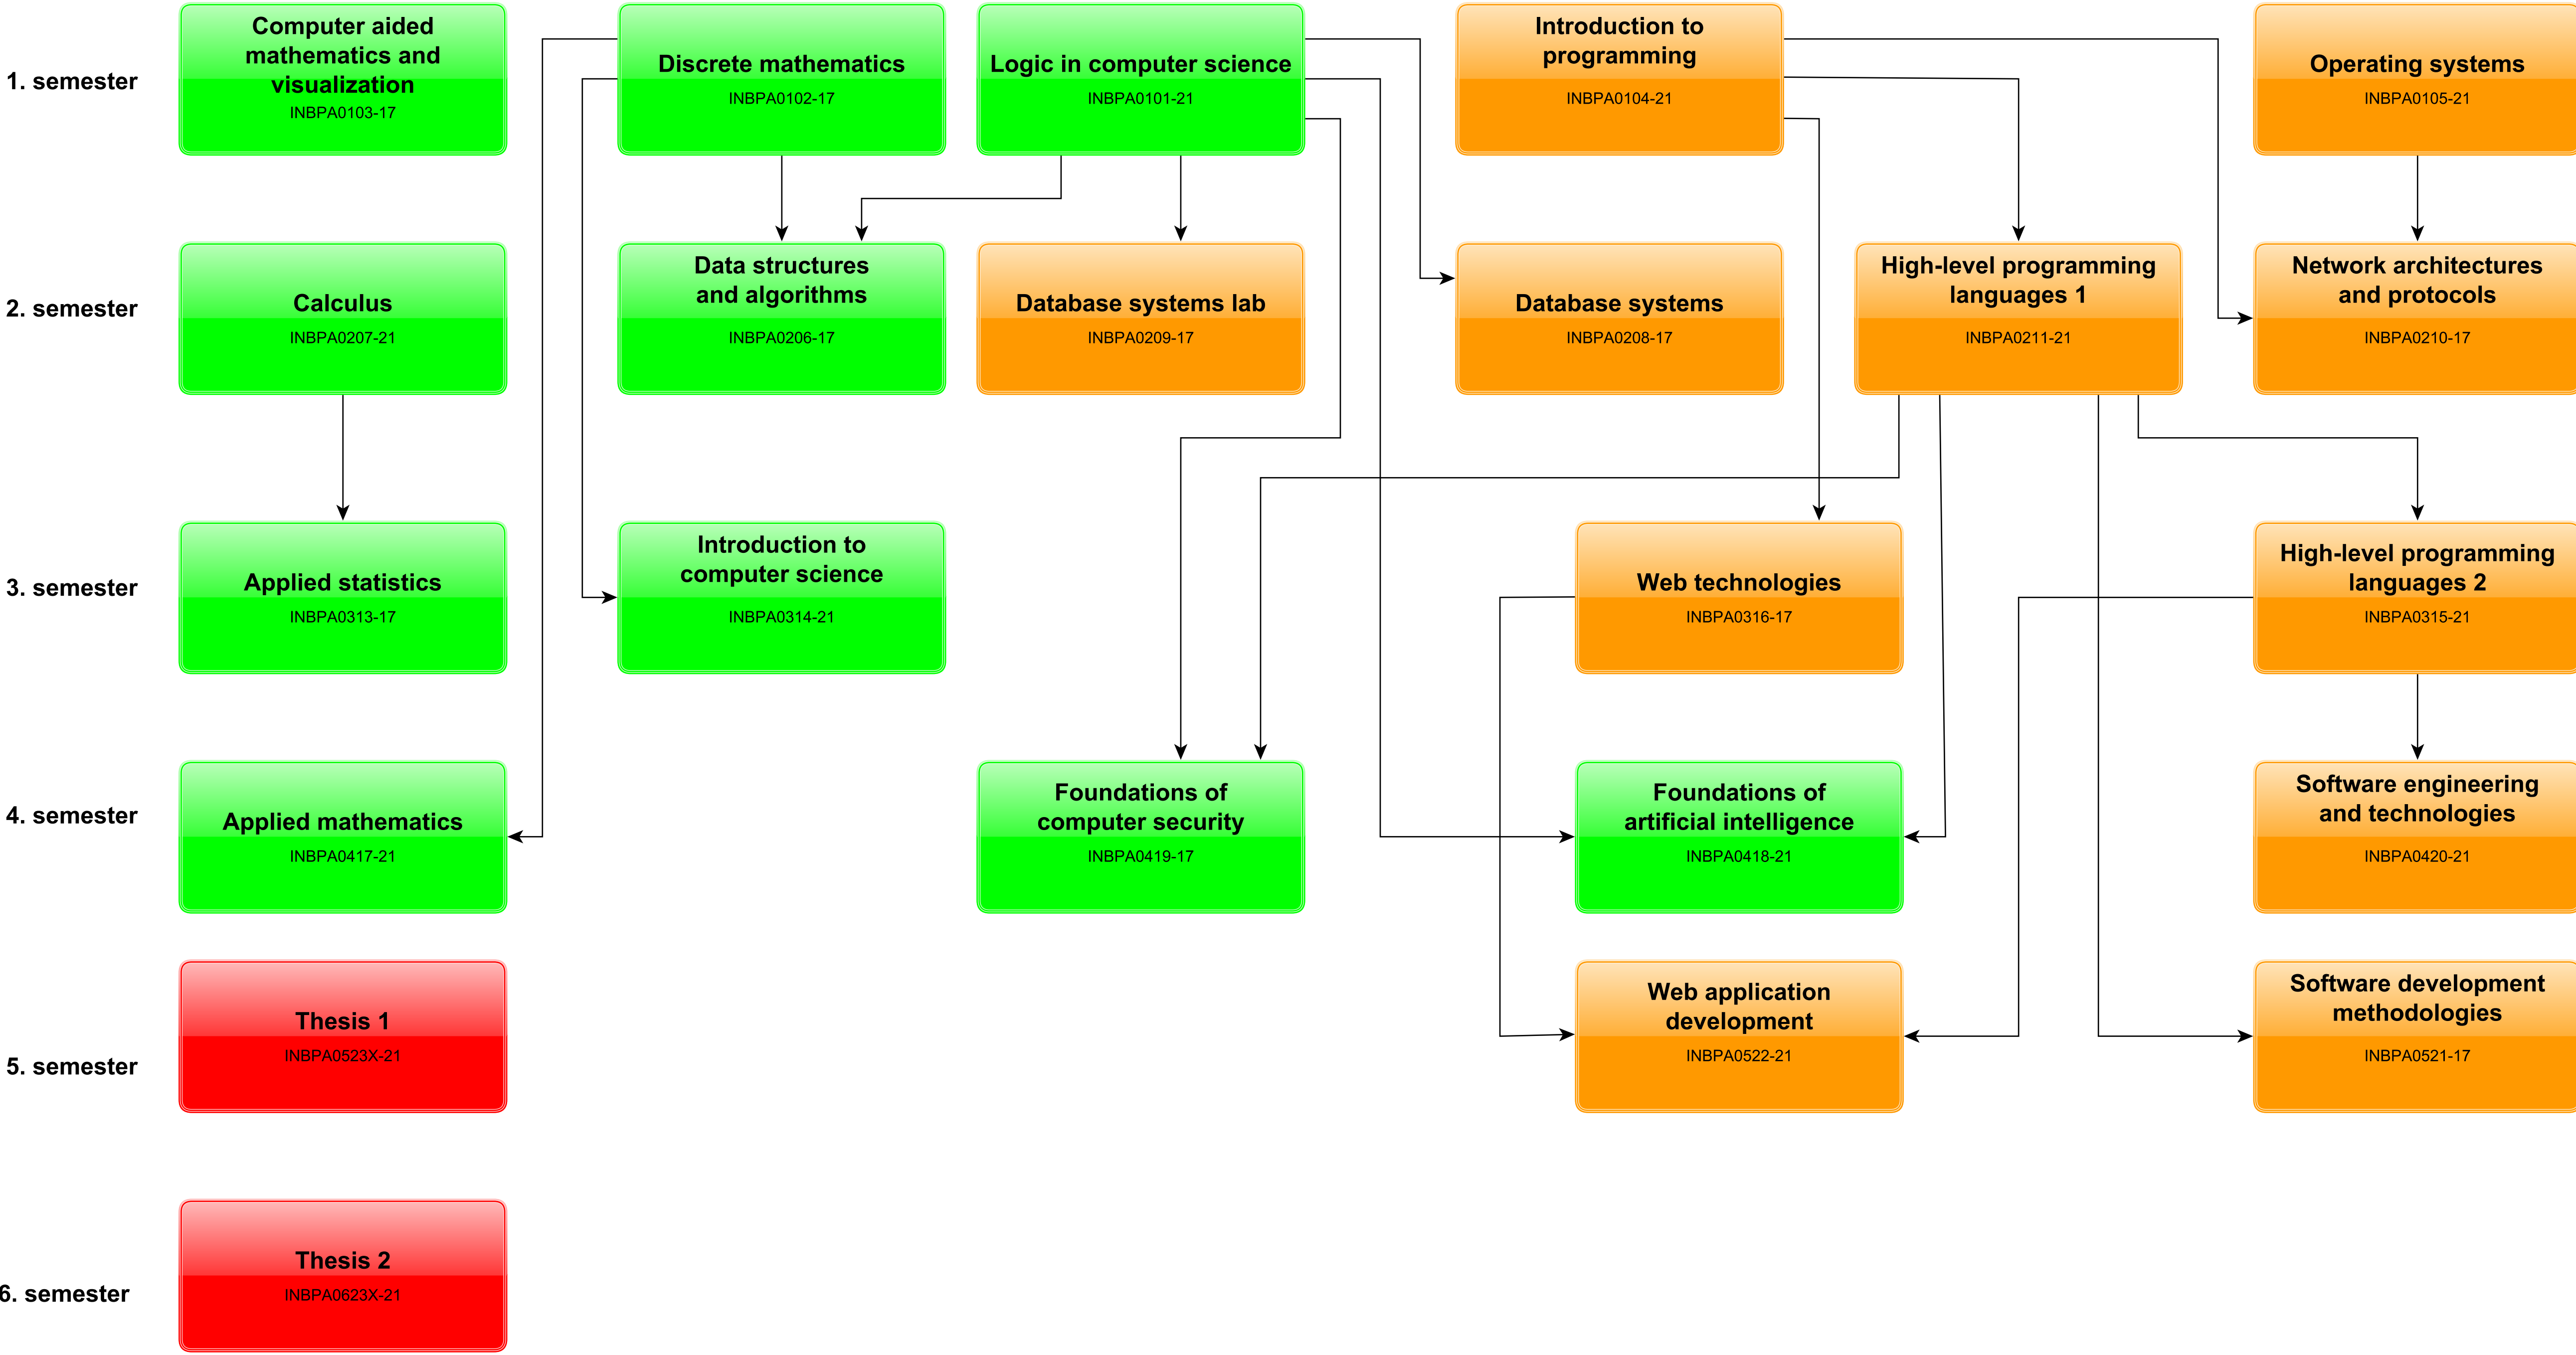 1. semester
Computer aided
mathematics and
visualization
INBPA0103-17
Discrete mathematics
INBPA0102-17
Logic in computer science
INBPA0101-21
Introduction to
programming
INBPA0104-21
Operating systems
INBPA0105-21
2. semester
Calculus
INBPA0207-21
Data structures
and algorithms
INBPA0206-17
Database systems lab
INBPA0209-17
Database systems
INBPA0208-17
High-level programming
languages 1
INBPA0211-21
Network architectures
and protocols
INBPA0210-17
3. semester
Applied statistics
INBPA0313-17
Introduction to
computer science
INBPA0314-21
Web technologies
INBPA0316-17
High-level programming
languages 2
INBPA0315-21
4. semester
Applied mathematics
INBPA0417-21
Foundations of
computer security
INBPA0419-17
Foundations of
artificial intelligence
INBPA0418-21
Software engineering
and technologies
INBPA0420-21
5. semester
Thesis 1
INBPA0523X-21
Web application
development
INBPA0522-21
Software development
methodologies
INBPA0521-17
6. semester
Thesis 2
INBPA0623X-21